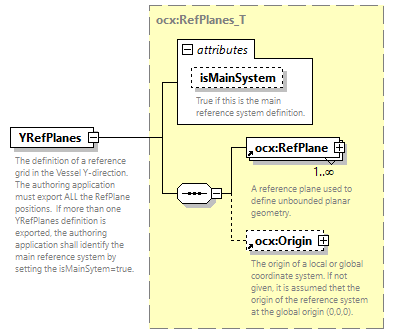 ocx:RefPlanes_T
attributes
isMainSystem
True if this is the main
reference system definition.
YRefPlanes
The definition of a reference
grid in the Vessel Y-direction.
The authoring application
must export ALL the RefPlane
positions.  If more than one
YRefPlanes definition is
exported, the authoring
application shall identify the
main reference system by
setting the isMainSytem=true.
ocx:RefPlane
1..∞
A reference plane used to
define unbounded planar
geometry.
ocx:Origin
The origin of a local or global
coordinate system. If not
given, it is assumed thet the
origin of the reference system
at the global origin (0,0,0).